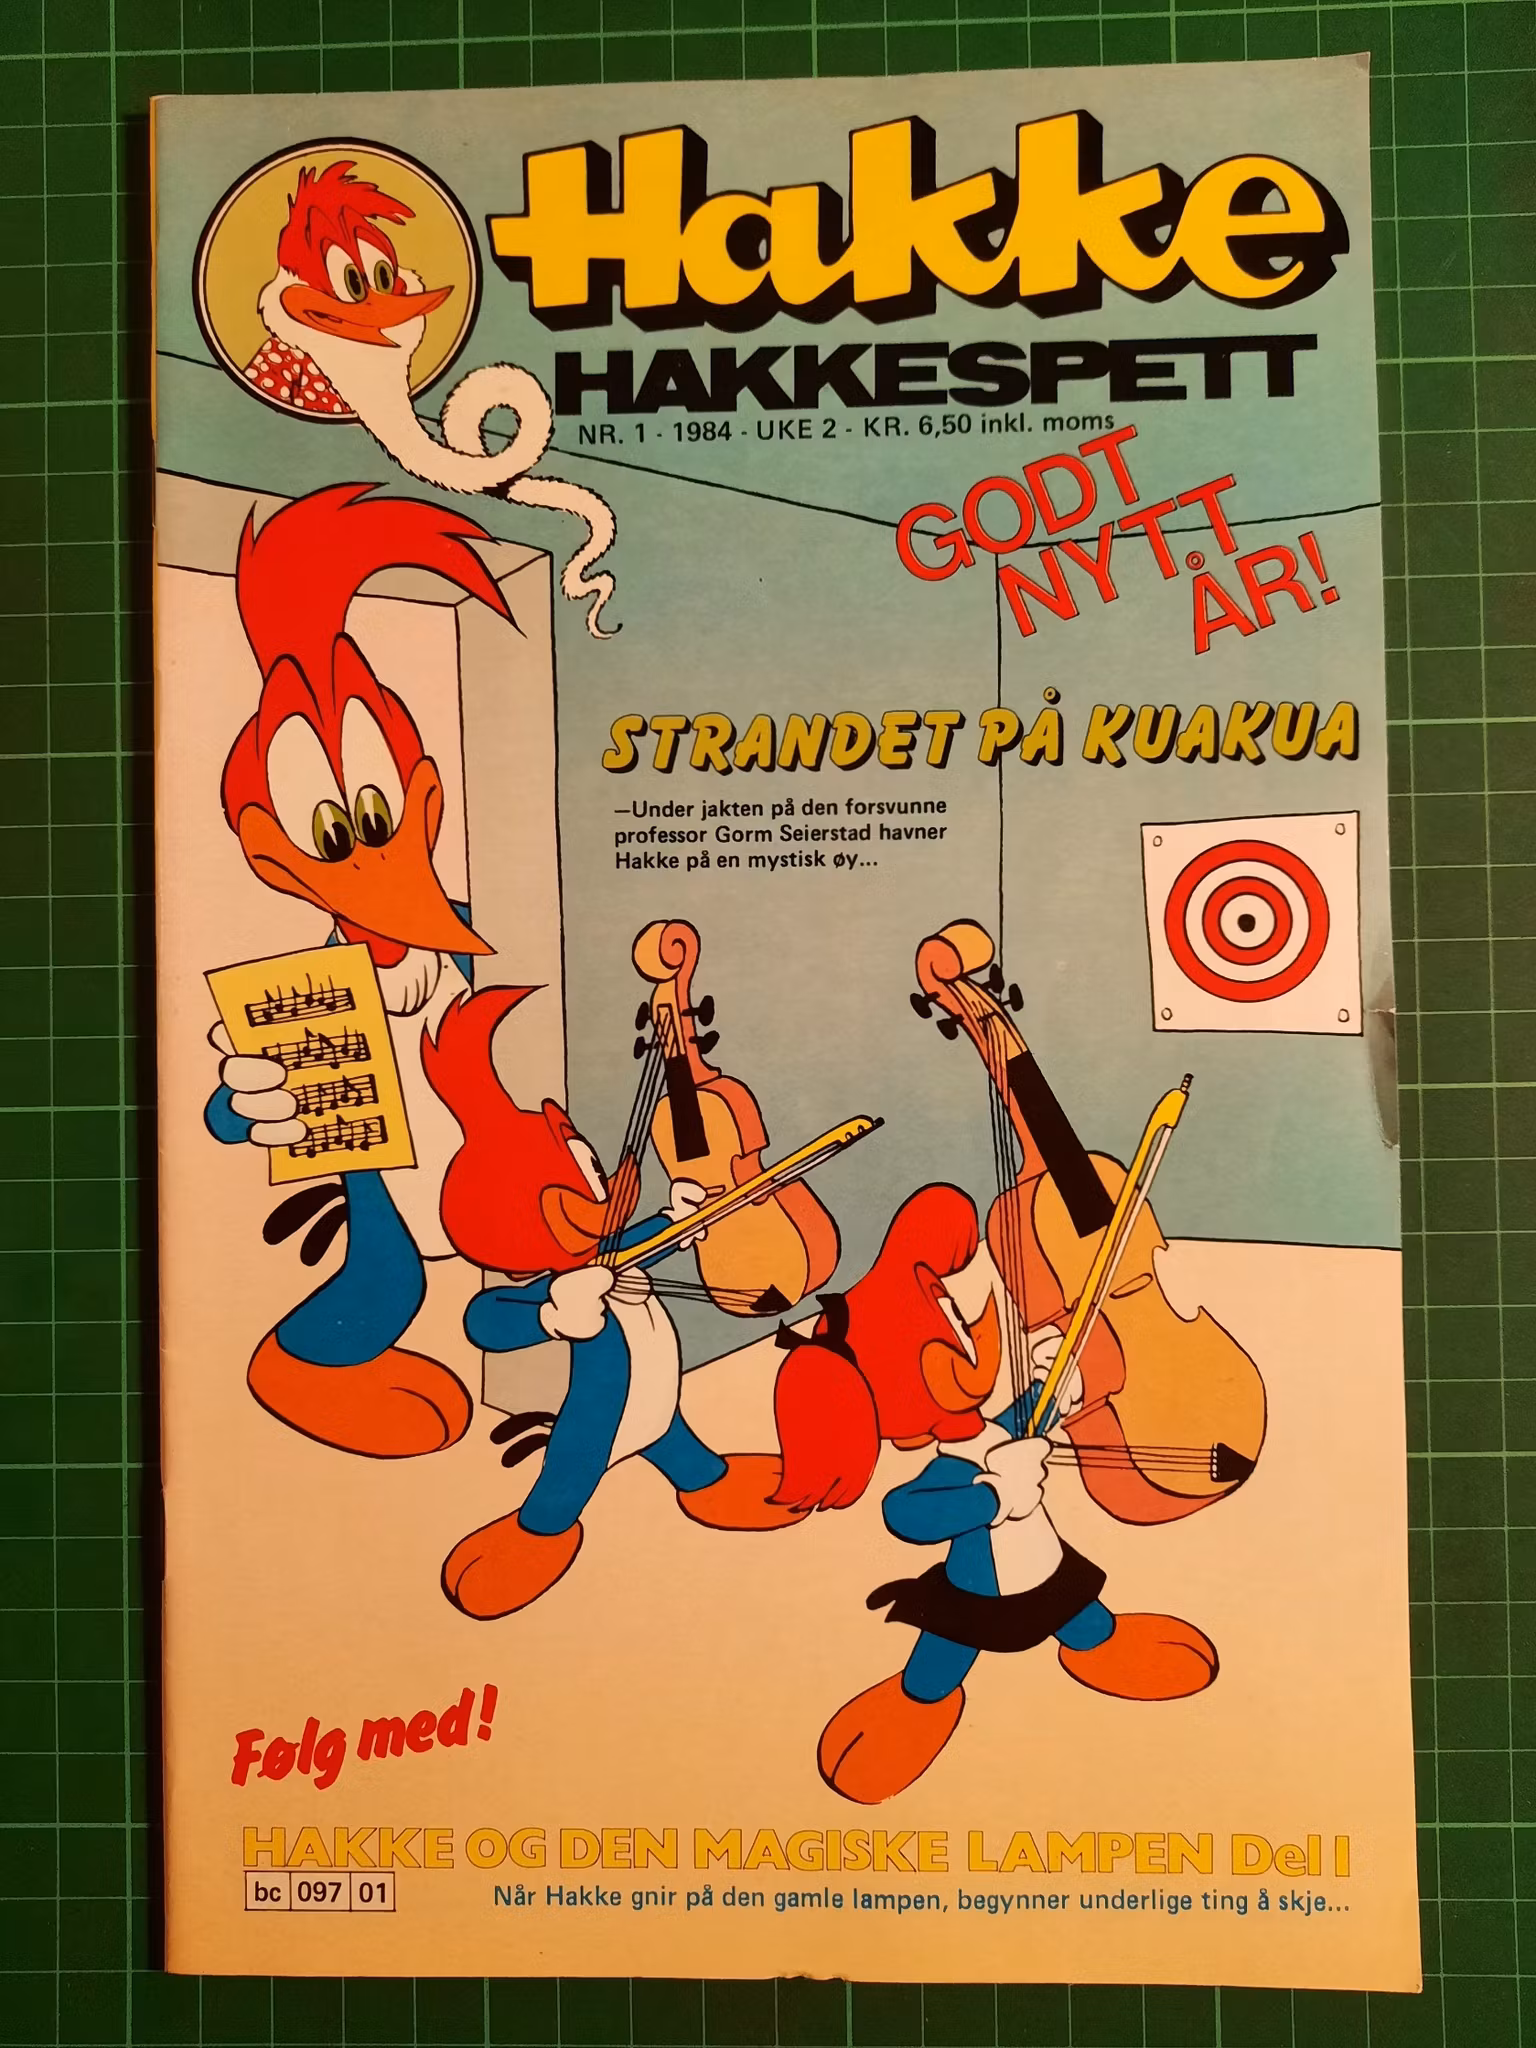 Hakke
HAKKESPETT
NR. 1 - 1984 - UKE 2 - KR. 6,50 inkl. moms
GODT
NYTT
ÅR!
STRANDET PÅ KUAKUA
—Under jakten på den forsvunne
professor Gorm Seierstad havner
Hakke på en mystisk øy...
Følg med!
HAKKE OG DEN MAGISKE LAMPEN Del I
bc 097 01
Når Hakke gnir på den gamle lampen, begynner underlige ting å skje...